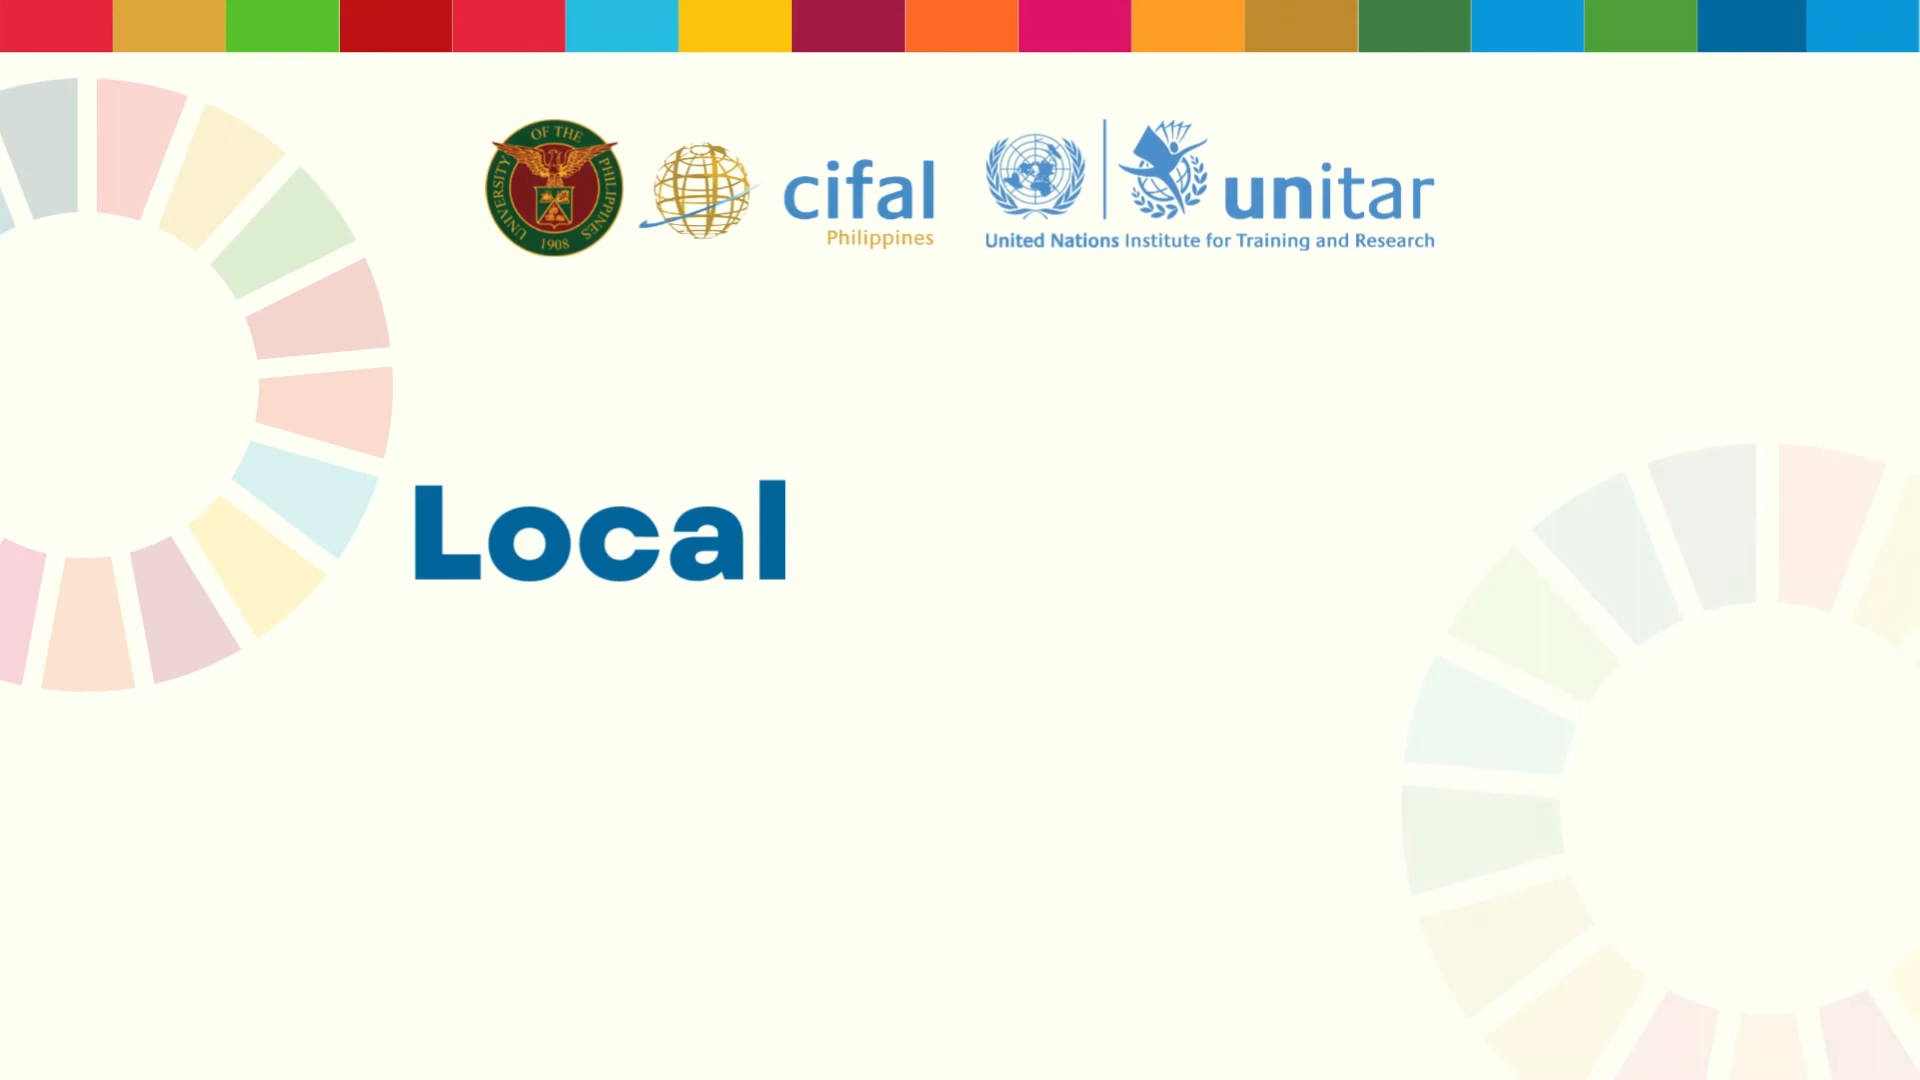 UNIVERSITY OF THE PHILIPPINES
1908
cifal
Philippines
unitar
United Nations Institute for Training and Research
Local